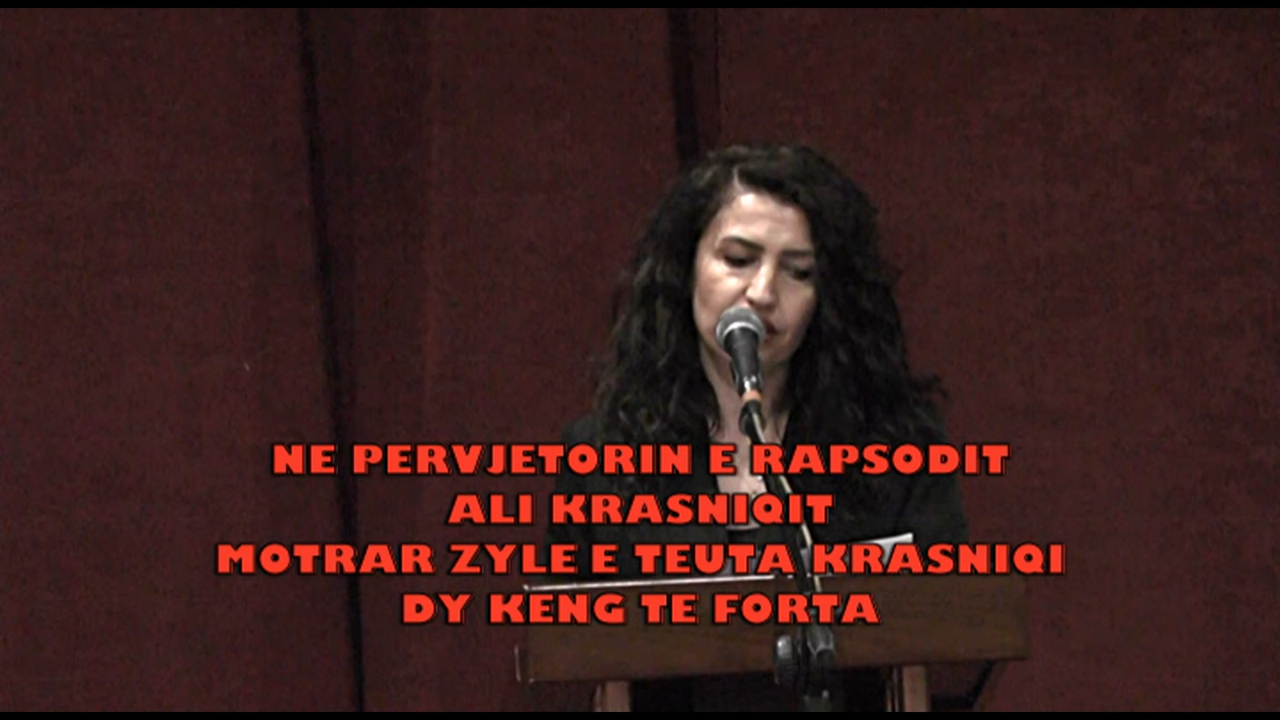 NE PERVJETORIN E RAPSODIT
ALI KRASNIQIT
MOTRAR ZYLE E TEUTA KRASNIQI
DY KENG TE FORTA